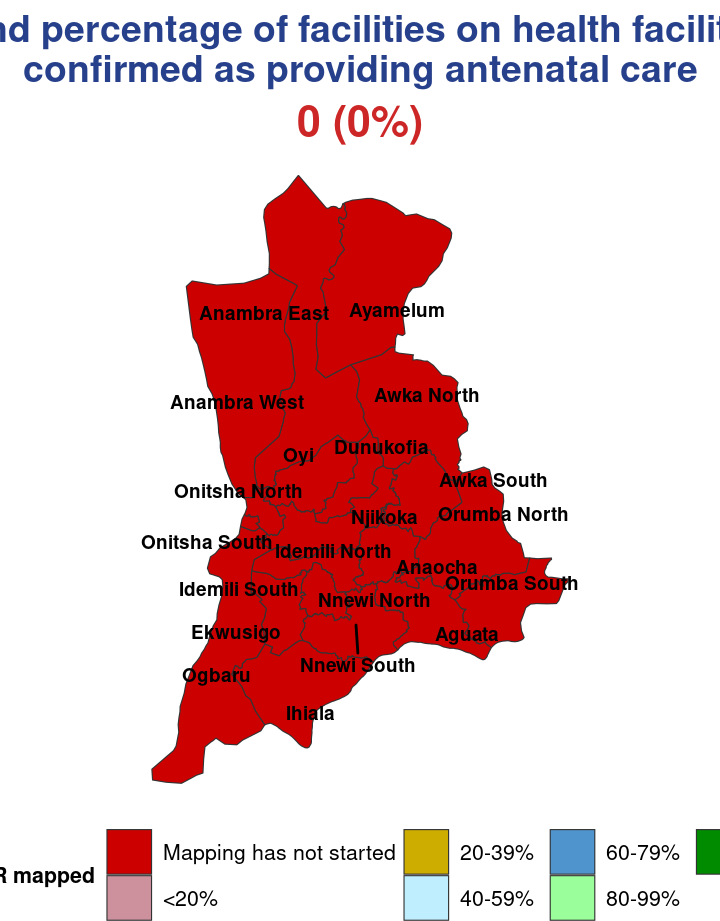 nd percentage of facilities on health facilit
confirmed as providing antenatal care
0 (0%)
Anambra East
Ayamelum
Anambra West
Awka North
Dunukofia
Oyi
Awka South
Onitsha North
Njikoka
Orumba North
Onitsha South
Idemili North
Anaocha
Orumba South
Idemili South
Nnewi North
Ekwusigo
Aguata
Nnewi South
Ogbaru
Ihiala
R mapped
Mapping has not started
<20%
20-39%
40-59%
60-79%
80-99%